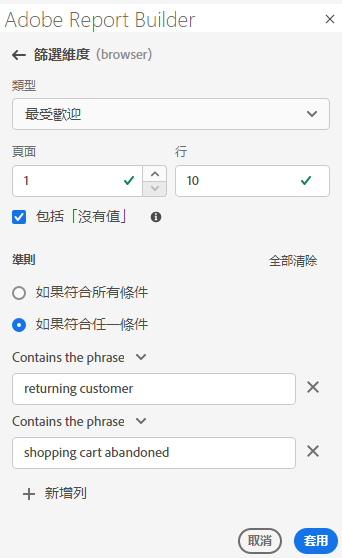 Adobe Report Builder
篩選維度 (browser)
類型
最受歡迎
頁面 行
1 10
包括「沒有值」
準則 全部清除
如果符合所有條件
如果符合任一條件
Contains the phrase
returning customer
Contains the phrase
shopping cart abandoned
新增列
取消 套用